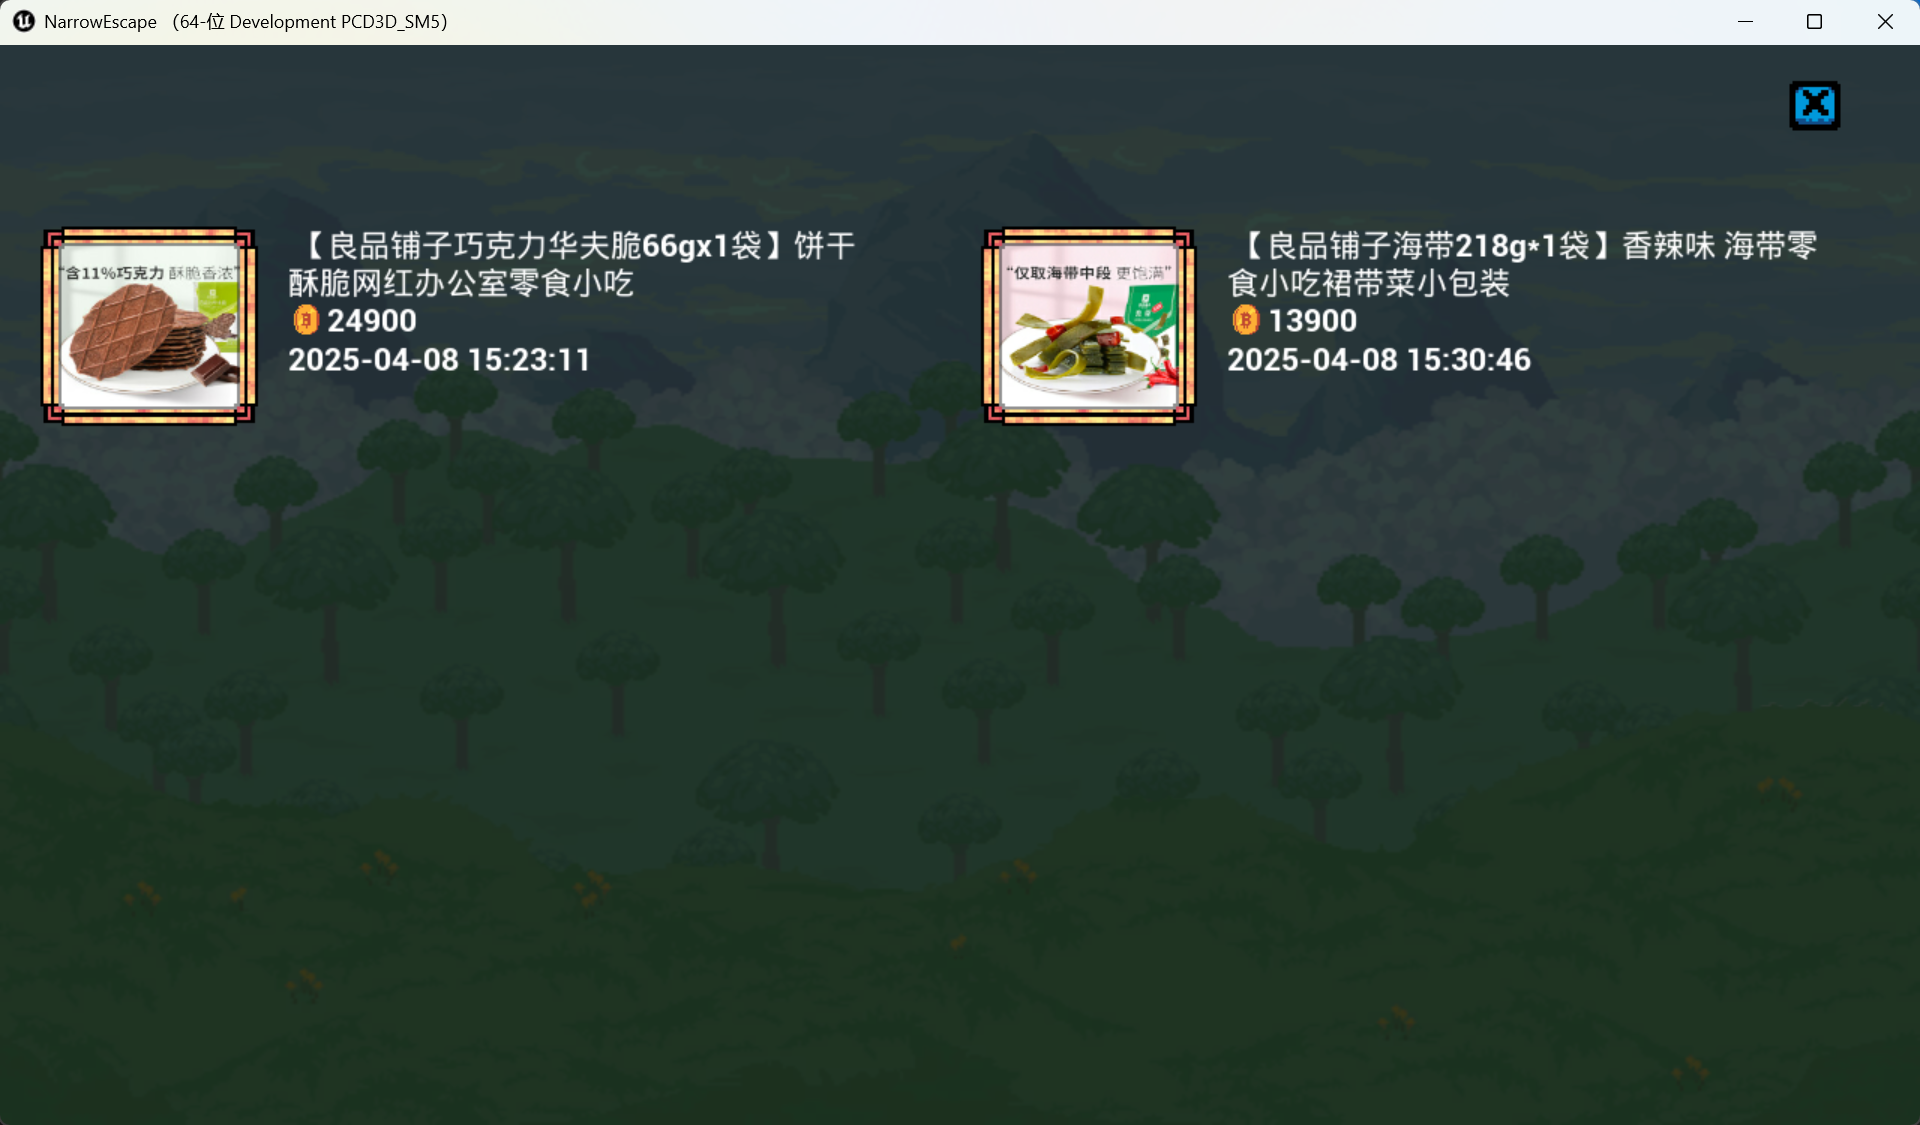 NarrowEscape （64-位 Development PCD3D_SM5）
【良品铺子巧克力华夫脆66gx1袋】饼干
酥脆网红办公室零食小吃
24900
2025-04-08 15:23:11
“含11%巧克力 酥脆香浓”
【良品铺子海带218g*1袋】香辣味 海带零
食小吃裙带菜小包装
13900
2025-04-08 15:30:46
“仅取海带中段 更饱满”